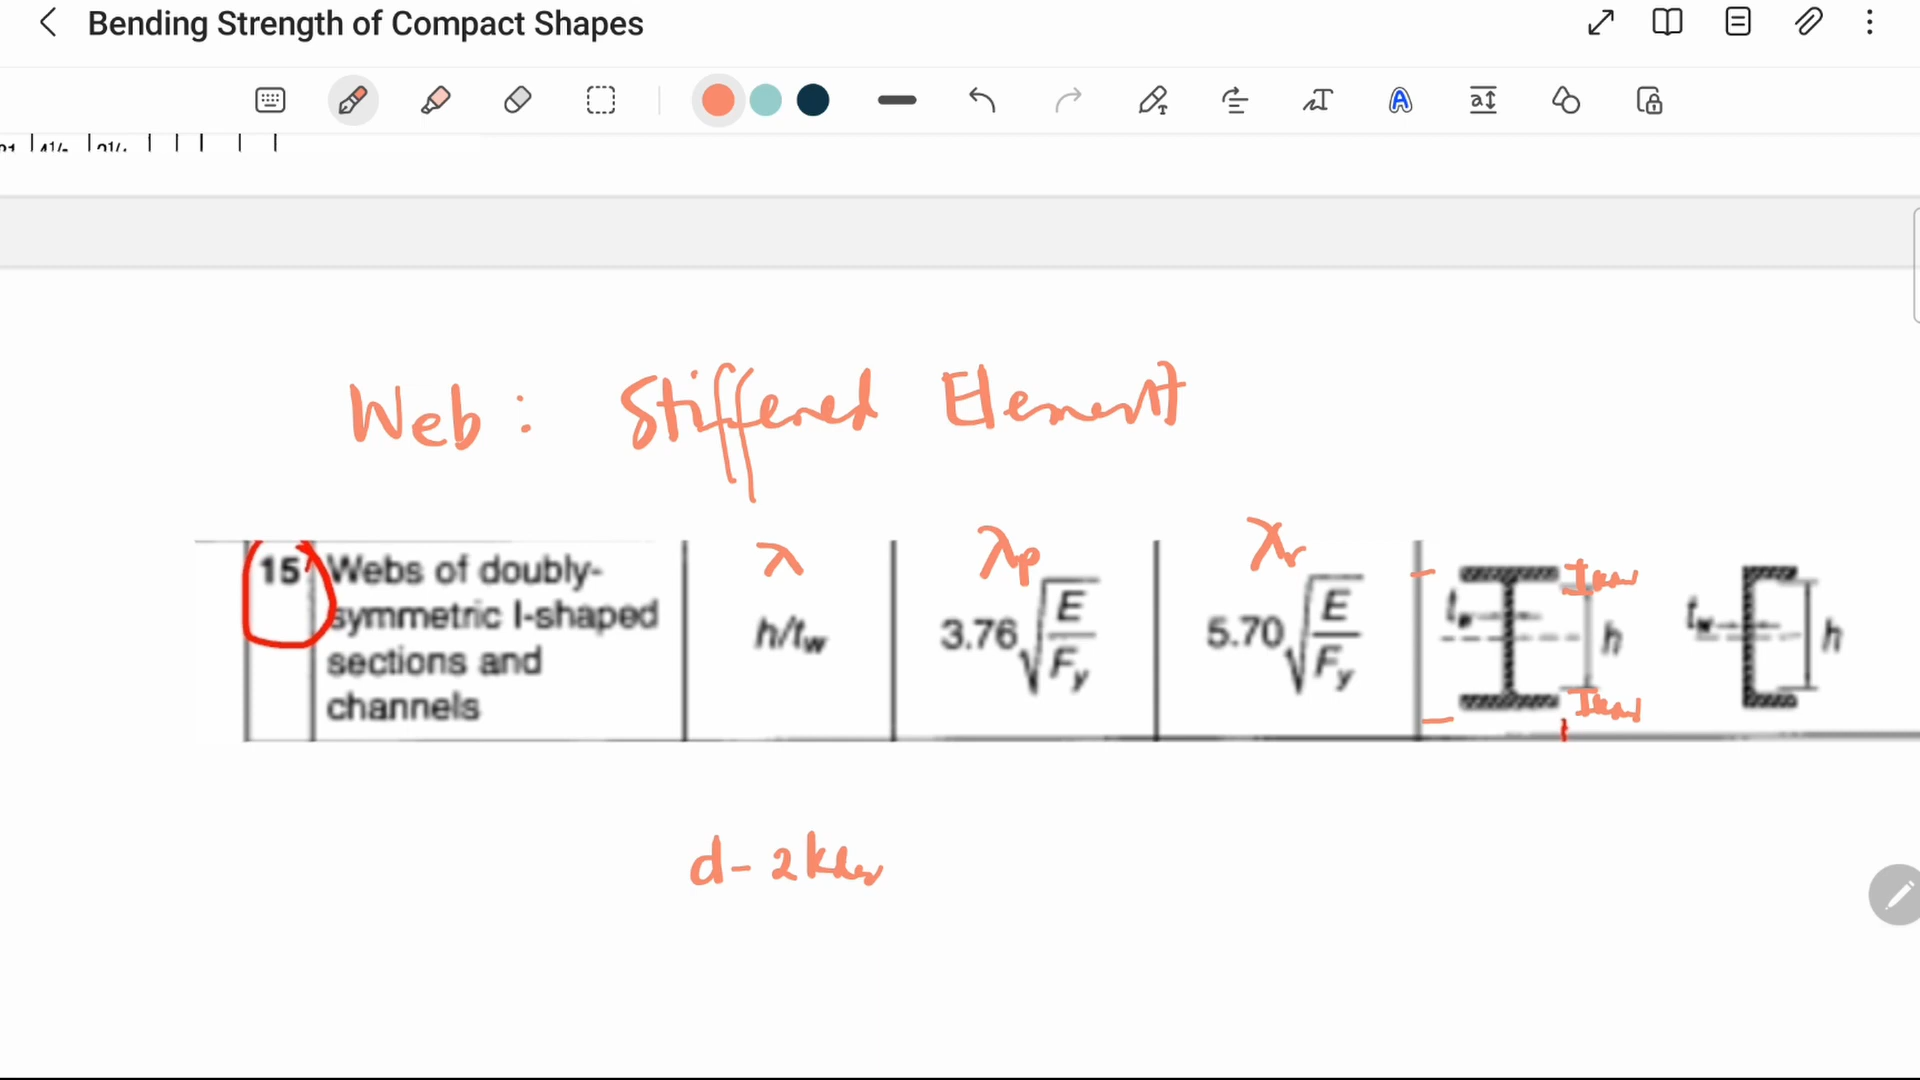 Bending Strength of Compact Shapes
Web: Stiffened Element
λ λp λr
15 Webs of doubly-
symmetric I-shaped
sections and
channels
h/tw
3.76 √E/Fy
5.70 √E/Fy
tw h
tw h
d - 2kdes